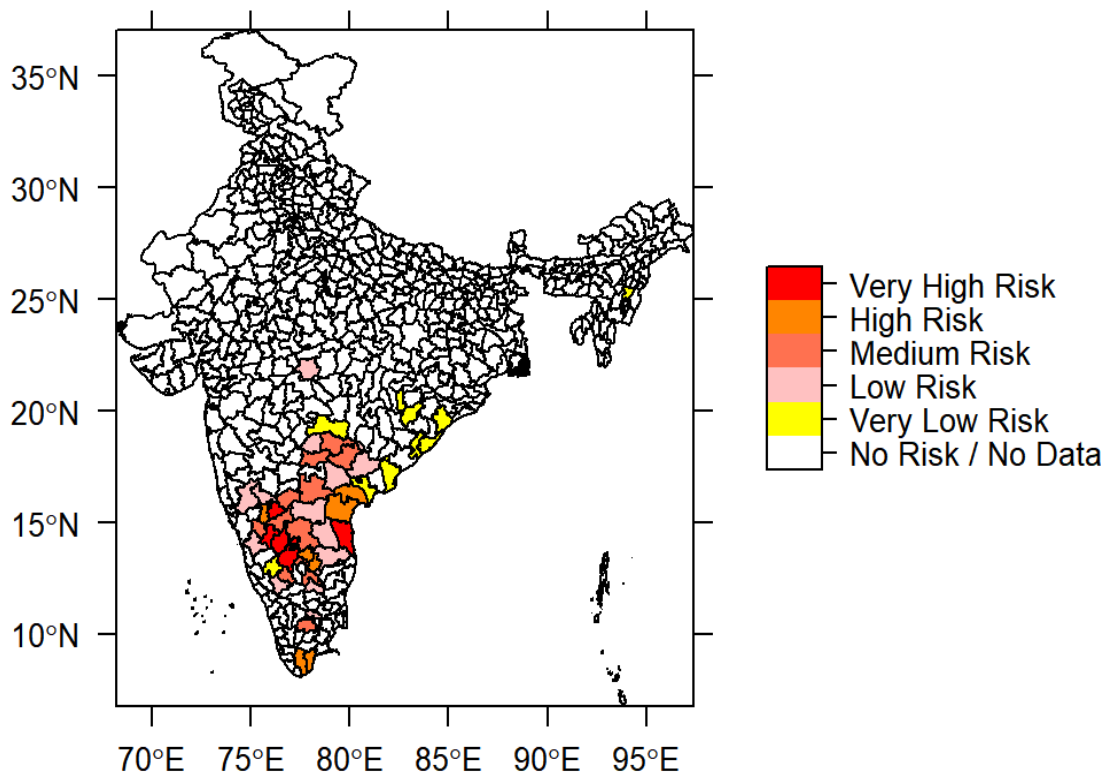 35°N
30°N
25°N
20°N
15°N
10°N
70°E 75°E 80°E 85°E 90°E 95°E
Very High Risk
High Risk
Medium Risk
Low Risk
Very Low Risk
No Risk / No Data